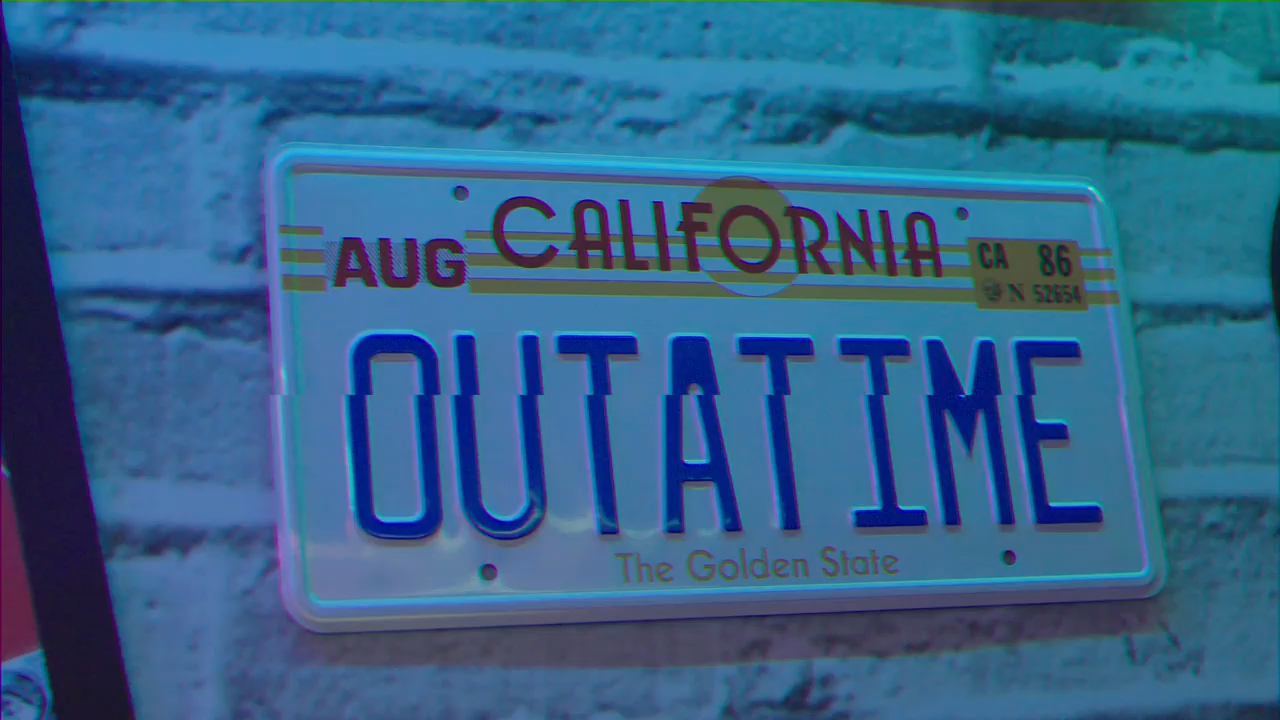 CALIFORNIA
AUG
CA 86
N 52654
OUTATIME
The Golden State